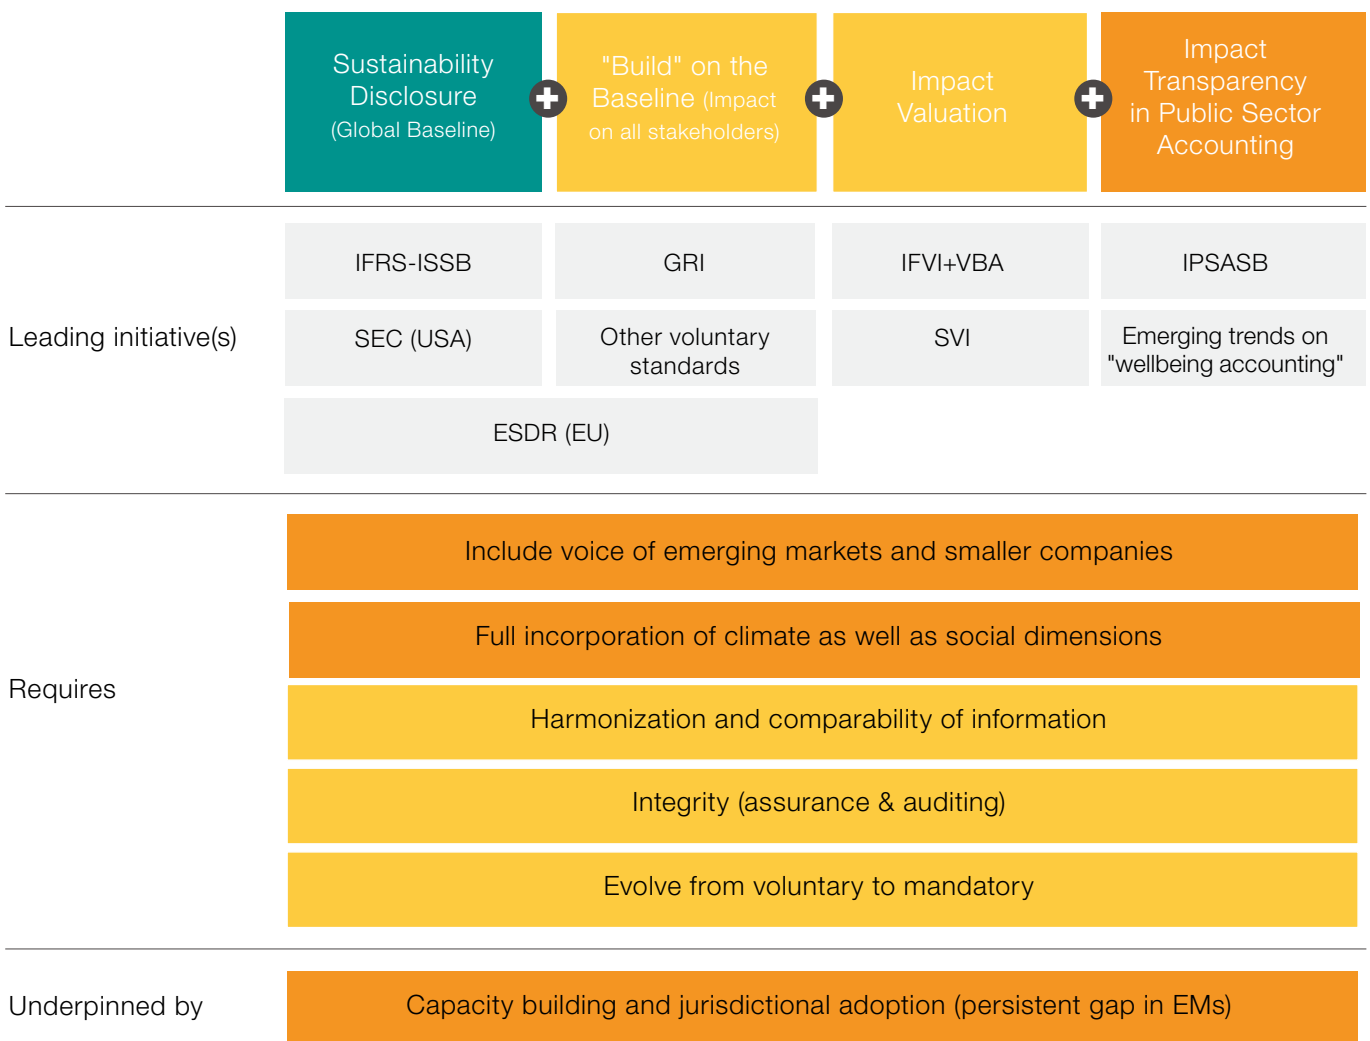 Sustainability
Disclosure
(Global Baseline)
"Build" on the
Baseline (Impact
on all stakeholders)
Impact
Valuation
Impact
Transparency
in Public Sector
Accounting
Leading initiative(s)
IFRS-ISSB
GRI
IFVI+VBA
IPSASB
SEC (USA)
Other voluntary
standards
SVI
Emerging trends on
"wellbeing accounting"
ESDR (EU)
Requires
Include voice of emerging markets and smaller companies
Full incorporation of climate as well as social dimensions
Harmonization and comparability of information
Integrity (assurance & auditing)
Evolve from voluntary to mandatory
Underpinned by
Capacity building and jurisdictional adoption (persistent gap in EMs)